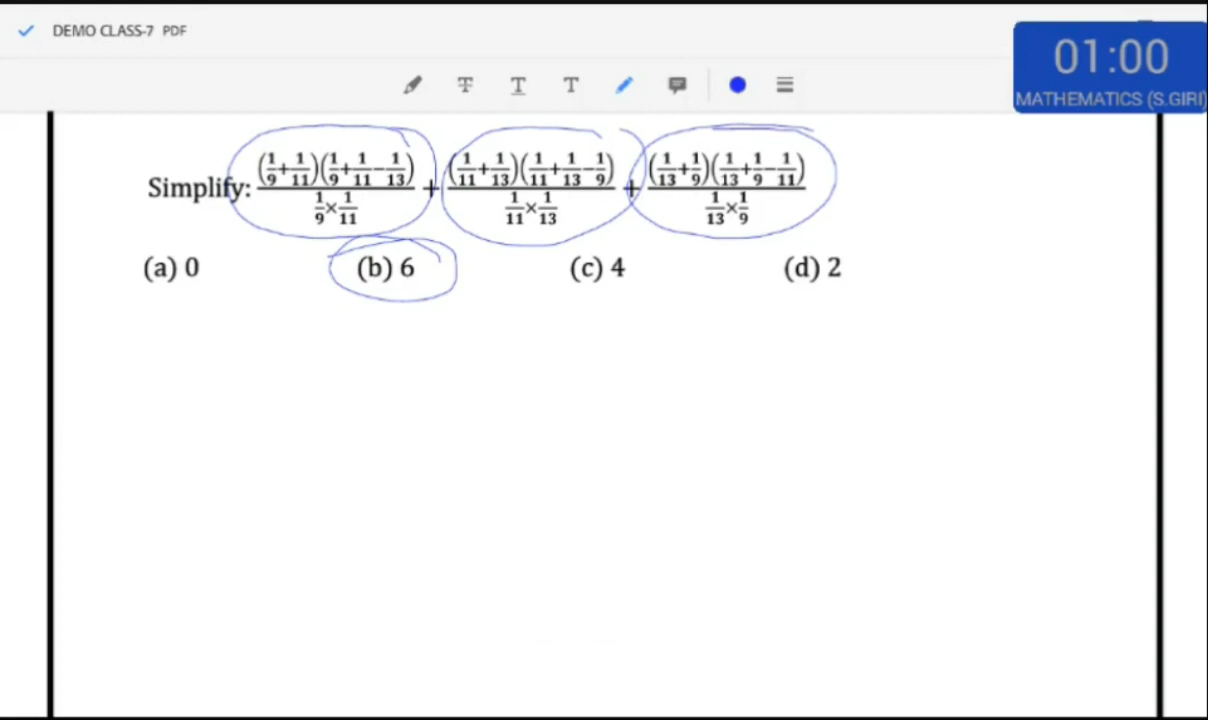 DEMO CLASS-7 PDF
01:00
MATHEMATICS (S.GIRI)
T T T
Simplify: ((1/9+1/11)(1/9+1/11−1/13))/(1/9×1/11) + ((1/11+1/13)(1/11+1/13−1/9))/(1/11×1/13) + ((1/13+1/9)(1/13+1/9−1/11))/(1/13×1/9)
(a) 0 (b) 6 (c) 4 (d) 2